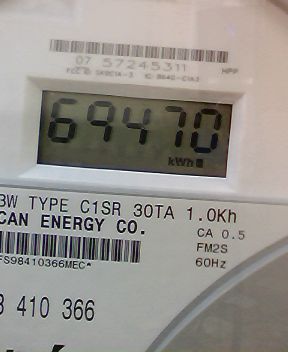 07 57245311
HPP
69470
kWh
3W TYPE C1SR 30TA 1.0Kh
CAN ENERGY CO.
CA 0.5
FM2S
60Hz
FS98410366MEC*
410 366